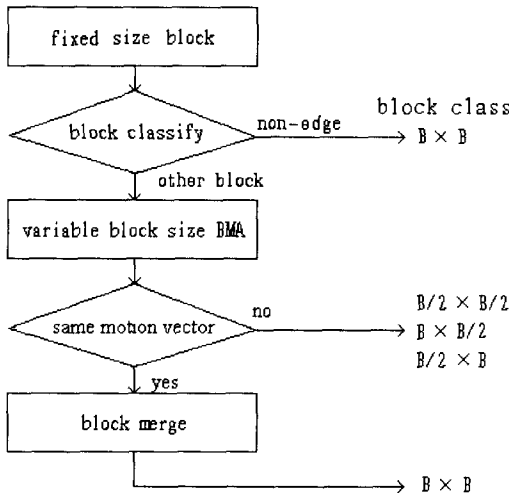 fixed size block
block class
block classify
non-edge
B × B
other block
variable block size BMA
same motion vector
no
B/2 × B/2
B × B/2
B/2 × B
yes
block merge
B × B